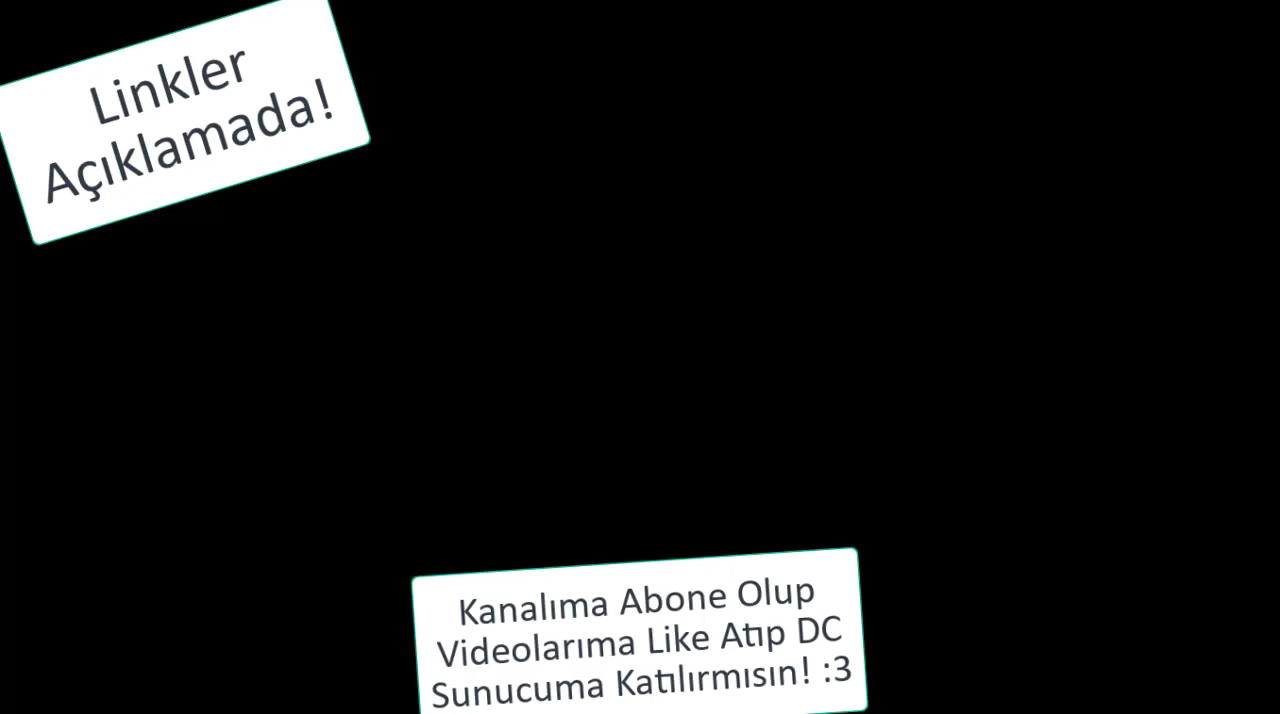 Linkler
Açıklamada!
Kanalıma Abone Olup
Videolarıma Like Atıp DC
Sunucuma Katılırmısın! :3